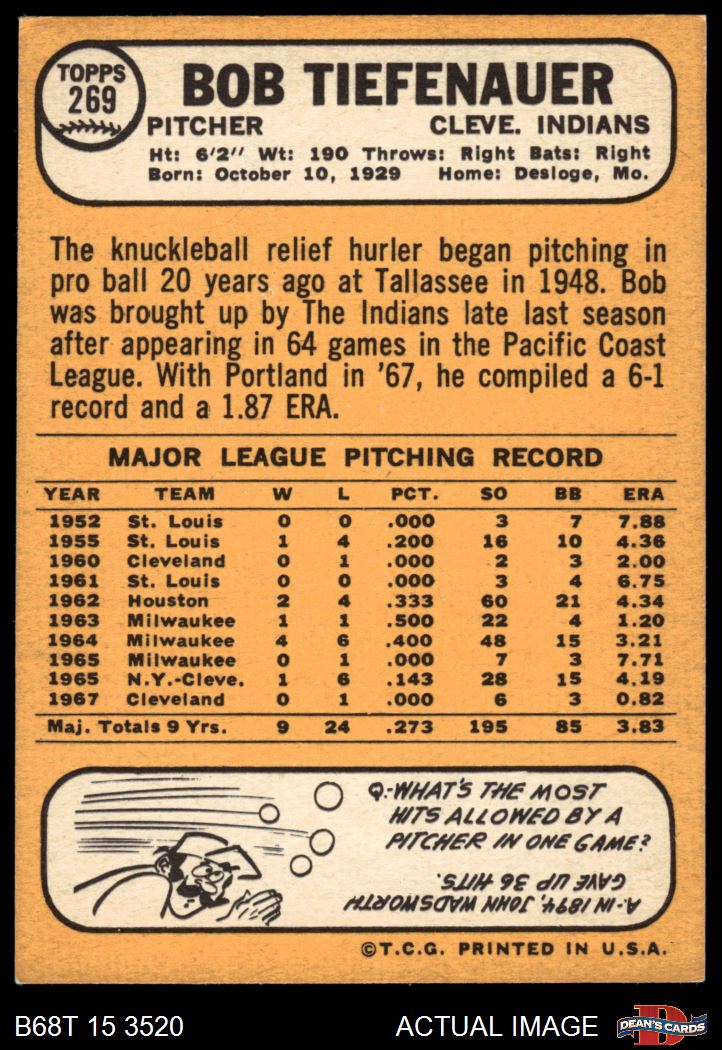 TOPPS
269
BOB TIEFENAUER
PITCHER CLEVE. INDIANS
Ht: 6'2" Wt: 190 Throws: Right Bats: Right
Born: October 10, 1929 Home: Desloge, Mo.
The knuckleball relief hurler began pitching in
pro ball 20 years ago at Tallassee in 1948. Bob
was brought up by The Indians late last season
after appearing in 64 games in the Pacific Coast
League. With Portland in '67, he compiled a 6-1
record and a 1.87 ERA.
MAJOR LEAGUE PITCHING RECORD
YEAR TEAM W L PCT. SO BB ERA
1952 St. Louis 0 0 .000 3 7 7.88
1955 St. Louis 1 4 .200 16 10 4.36
1960 Cleveland 0 1 .000 2 3 2.00
1961 St. Louis 0 0 .000 3 4 6.75
1962 Houston 2 4 .333 60 21 4.34
1963 Milwaukee 1 1 .500 22 4 1.20
1964 Milwaukee 4 6 .400 48 15 3.21
1965 Milwaukee 0 1 .000 7 3 7.71
1965 N.Y.-Cleve. 1 6 .143 28 15 4.19
1967 Cleveland 0 1 .000 6 3 0.82
Maj. Totals 9 Yrs. 9 24 .273 195 85 3.83
Q.-WHAT'S THE MOST
HITS ALLOWED BY A
PITCHER IN ONE GAME?
A.-IN 1894, JOHN WADSWORTH
GAVE UP 36 HITS.
©T.C.G. PRINTED IN U.S.A.
B68T 15 3520 ACTUAL IMAGE
D
DEAN'S CARDS